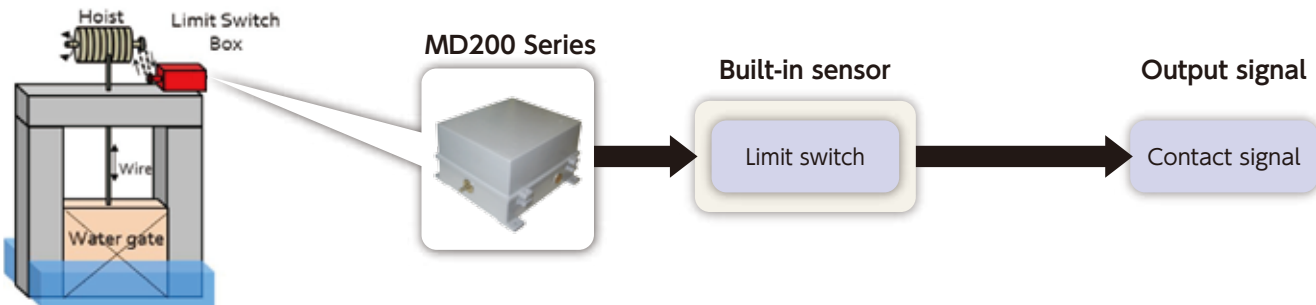 Hoist
Limit Switch
Box
Wire
Water gate
MD200 Series
Built-in sensor
Limit switch
Output signal
Contact signal